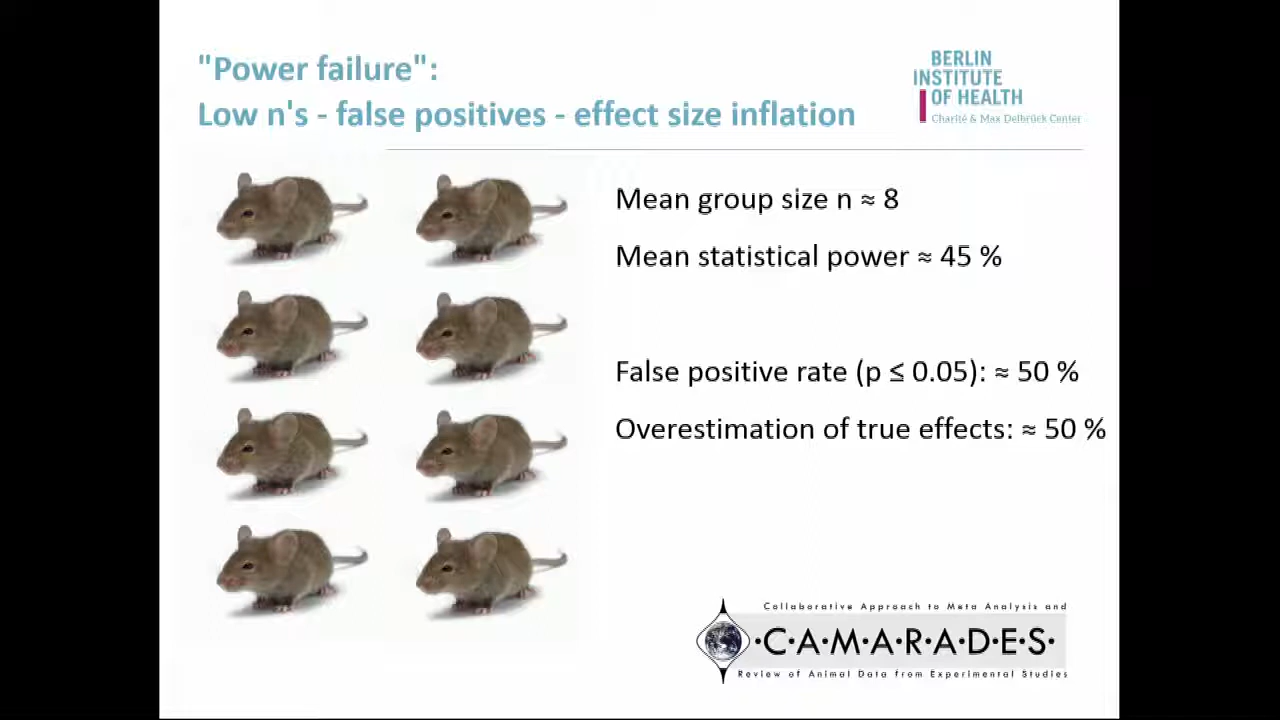 "Power failure":
Low n's - false positives - effect size inflation
BERLIN
INSTITUTE
OF HEALTH
Charité & Max Delbrück Center
Mean group size n ≈ 8
Mean statistical power ≈ 45 %
False positive rate (p ≤ 0.05): ≈ 50 %
Overestimation of true effects: ≈ 50 %
Collaborative Approach to Meta Analysis and
·C·A·M·A·R·A·D·E·S·
Review of Animal Data from Experimental Studies